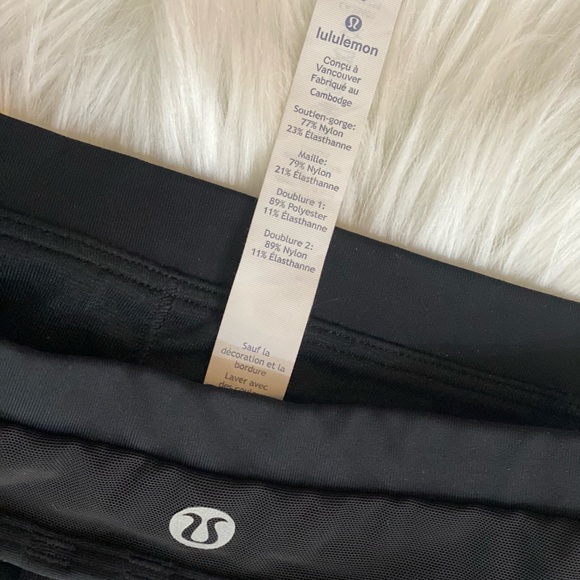 lululemon
Conçu à
Vancouver
Fabriqué au
Cambodge
Soutien-gorge:
77% Nylon
23% Élasthanne
Maille:
79% Nylon
21% Élasthanne
Doublure 1:
89% Polyester
11% Élasthanne
Doublure 2:
89% Nylon
11% Élasthanne
Sauf la
décoration et la
bordure
Laver avec